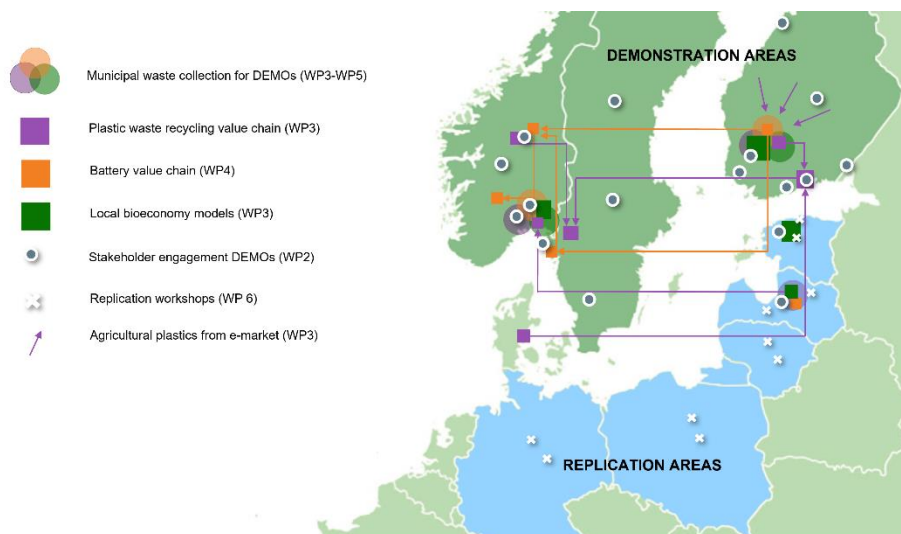 DEMONSTRATION AREAS
Municipal waste collection for DEMOs (WP3-WP5)
Plastic waste recycling value chain (WP3)
Battery value chain (WP4)
Local bioeconomy models (WP3)
Stakeholder engagement DEMOs (WP2)
Replication workshops (WP 6)
Agricultural plastics from e-market (WP3)
REPLICATION AREAS